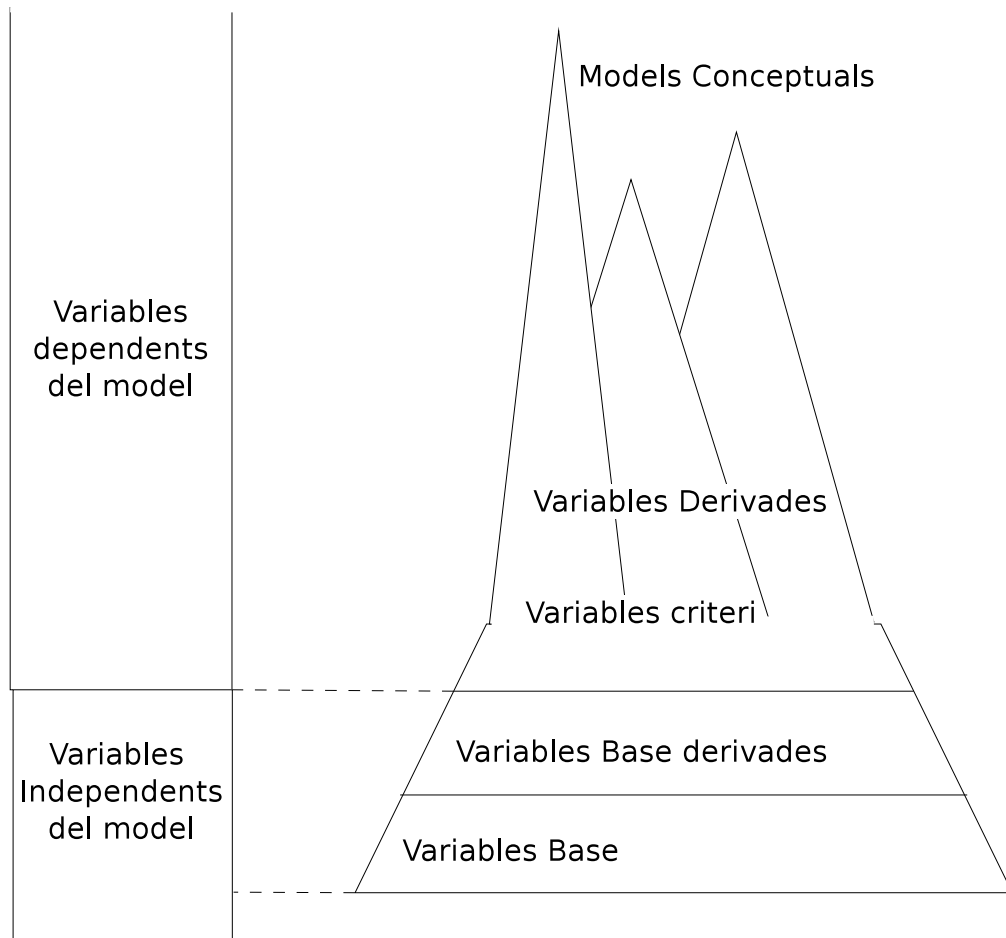 Models Conceptuals
Variables
dependents
del model
Variables Derivades
Variables criteri
Variables
Independents
del model
Variables Base derivades
Variables Base